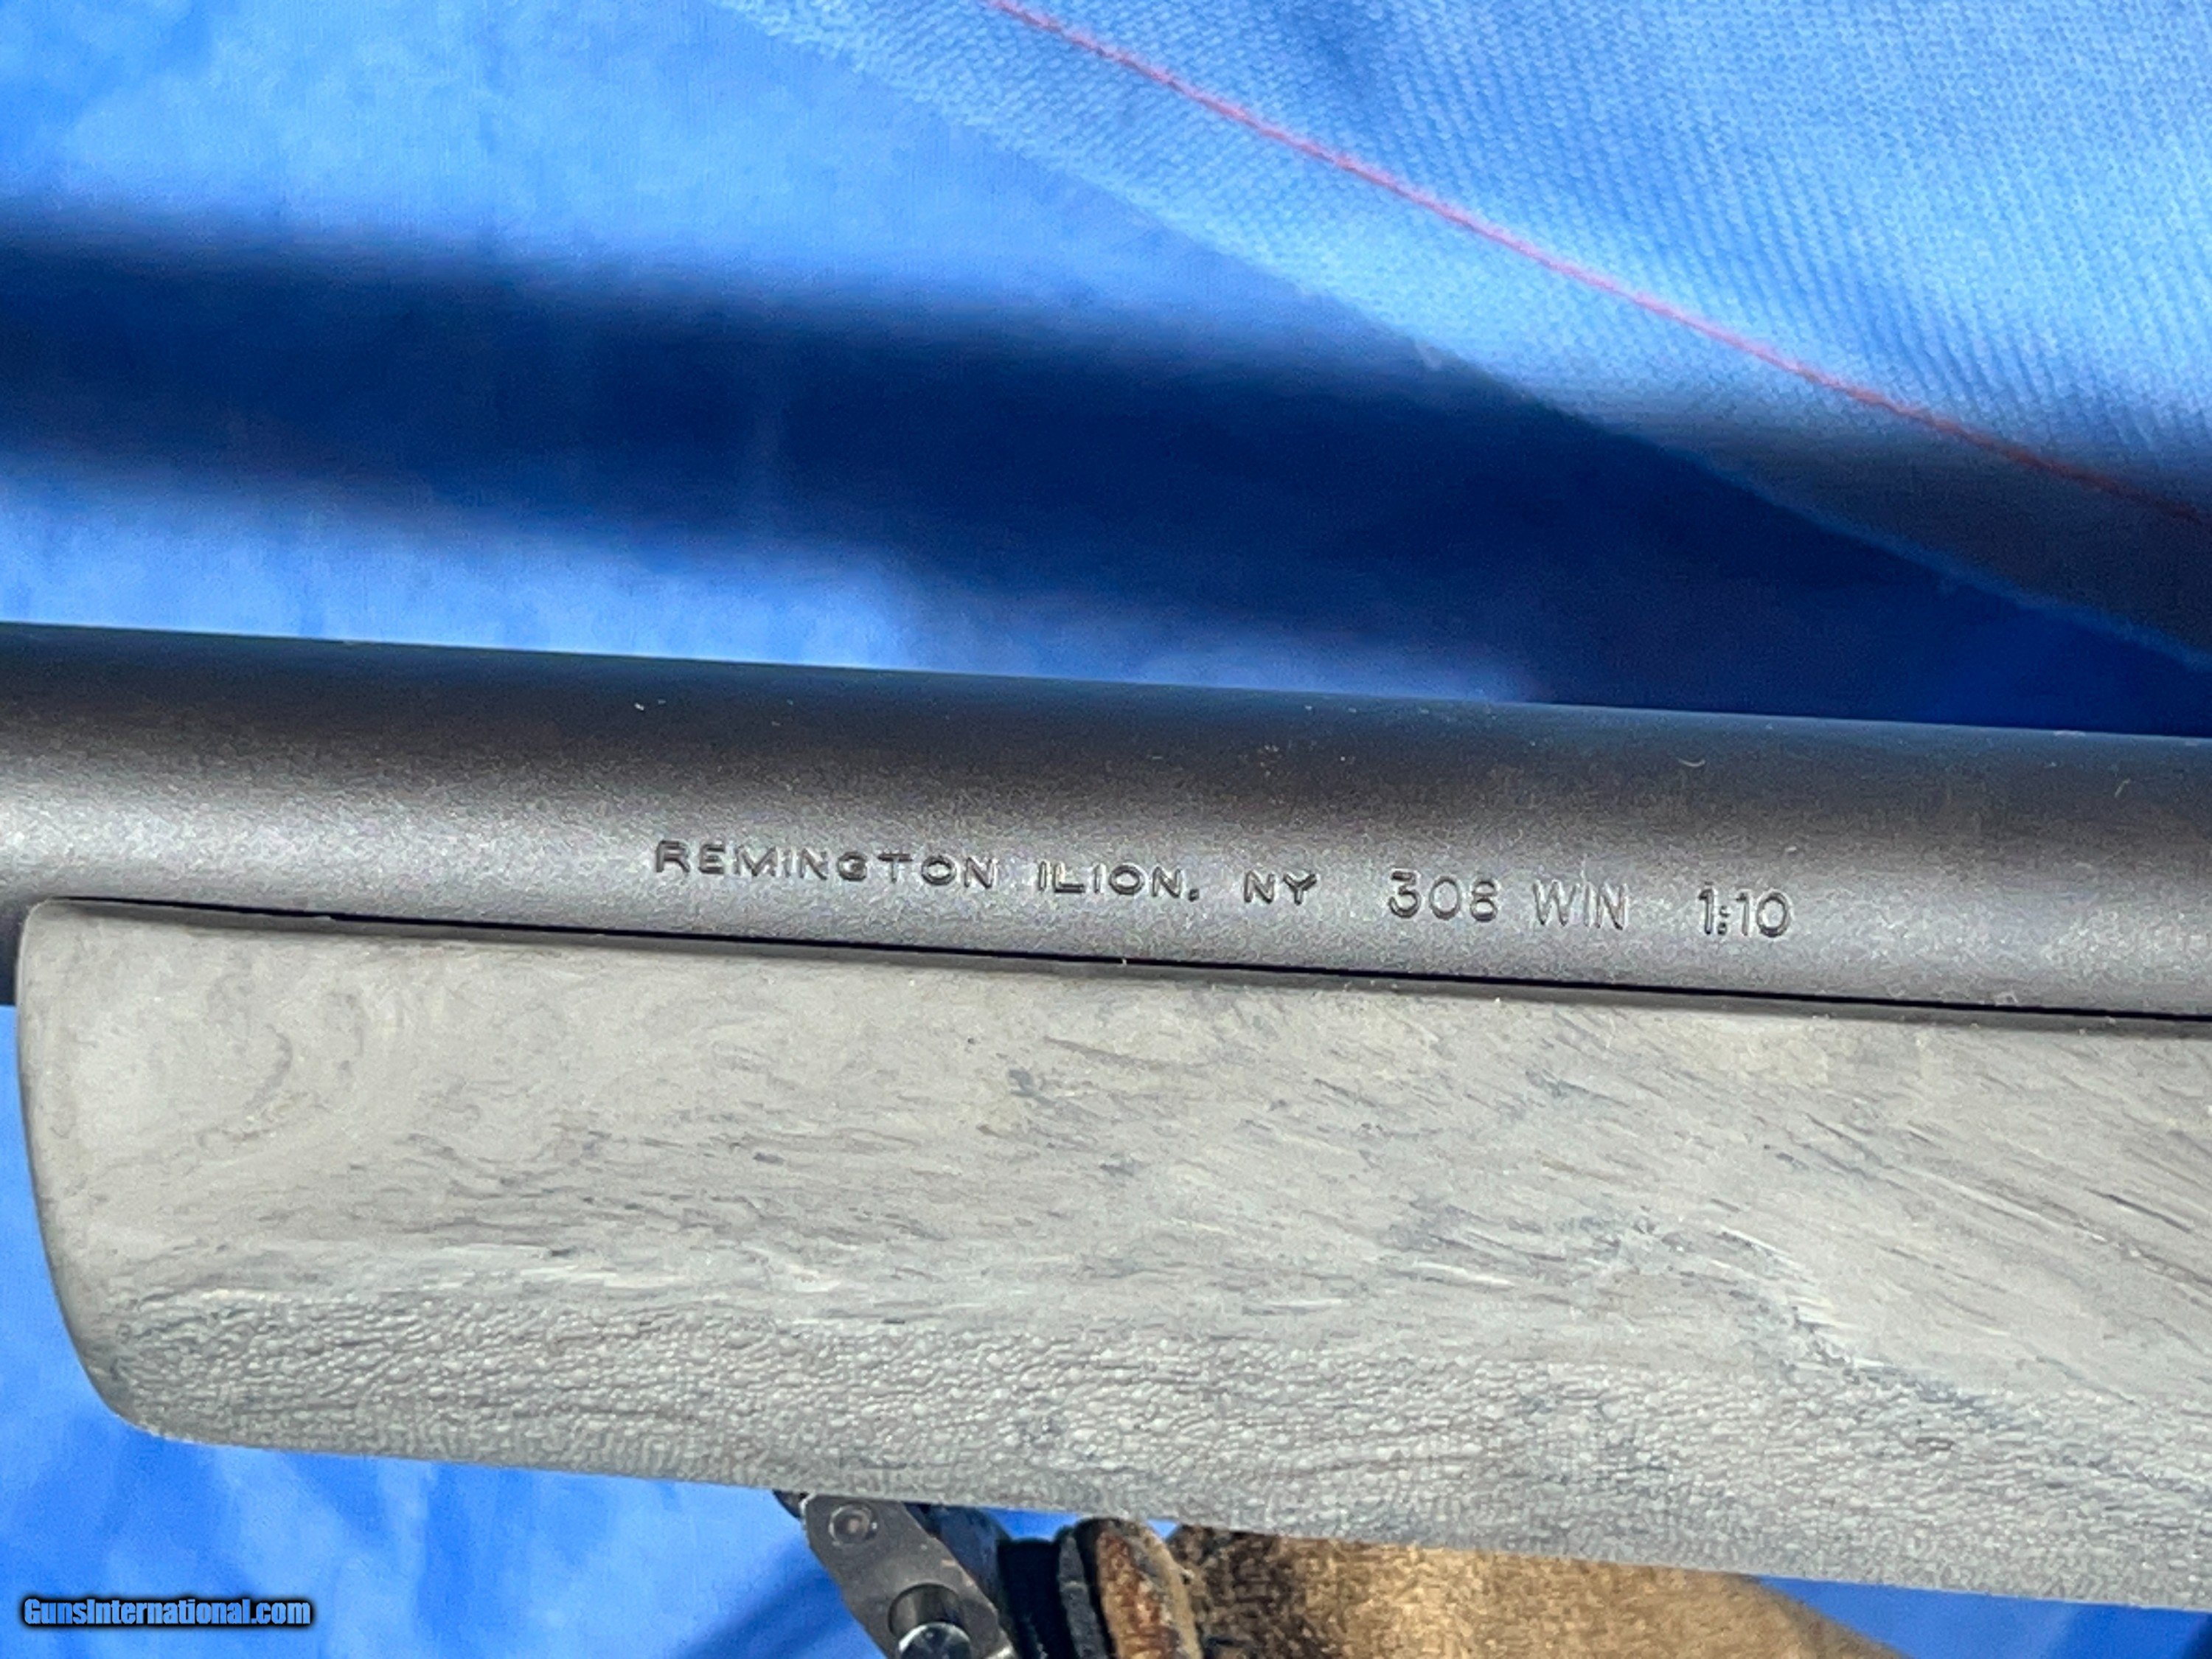 REMINGTON ILION, NY 308 WIN 1:10
GunsInternational.com